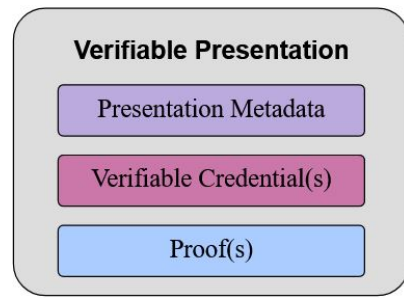 Verifiable Presentation
Presentation Metadata
Verifiable Credential(s)
Proof(s)